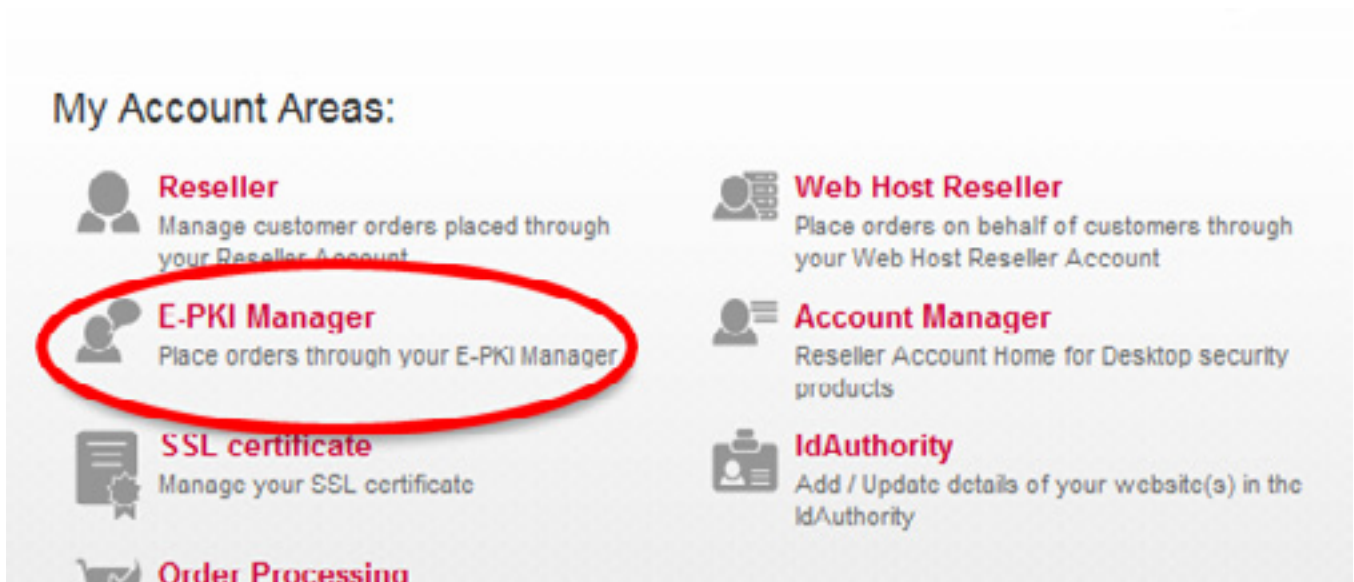 My Account Areas:
Reseller
Manage customer orders placed through
your Reseller Account
E-PKI Manager
Place orders through your E-PKI Manager
SSL certificate
Manage your SSL certificate
Order Processing
Web Host Reseller
Place orders on behalf of customers through
your Web Host Reseller Account
Account Manager
Reseller Account Home for Desktop security
products
IdAuthority
Add / Update details of your website(s) in the
IdAuthority